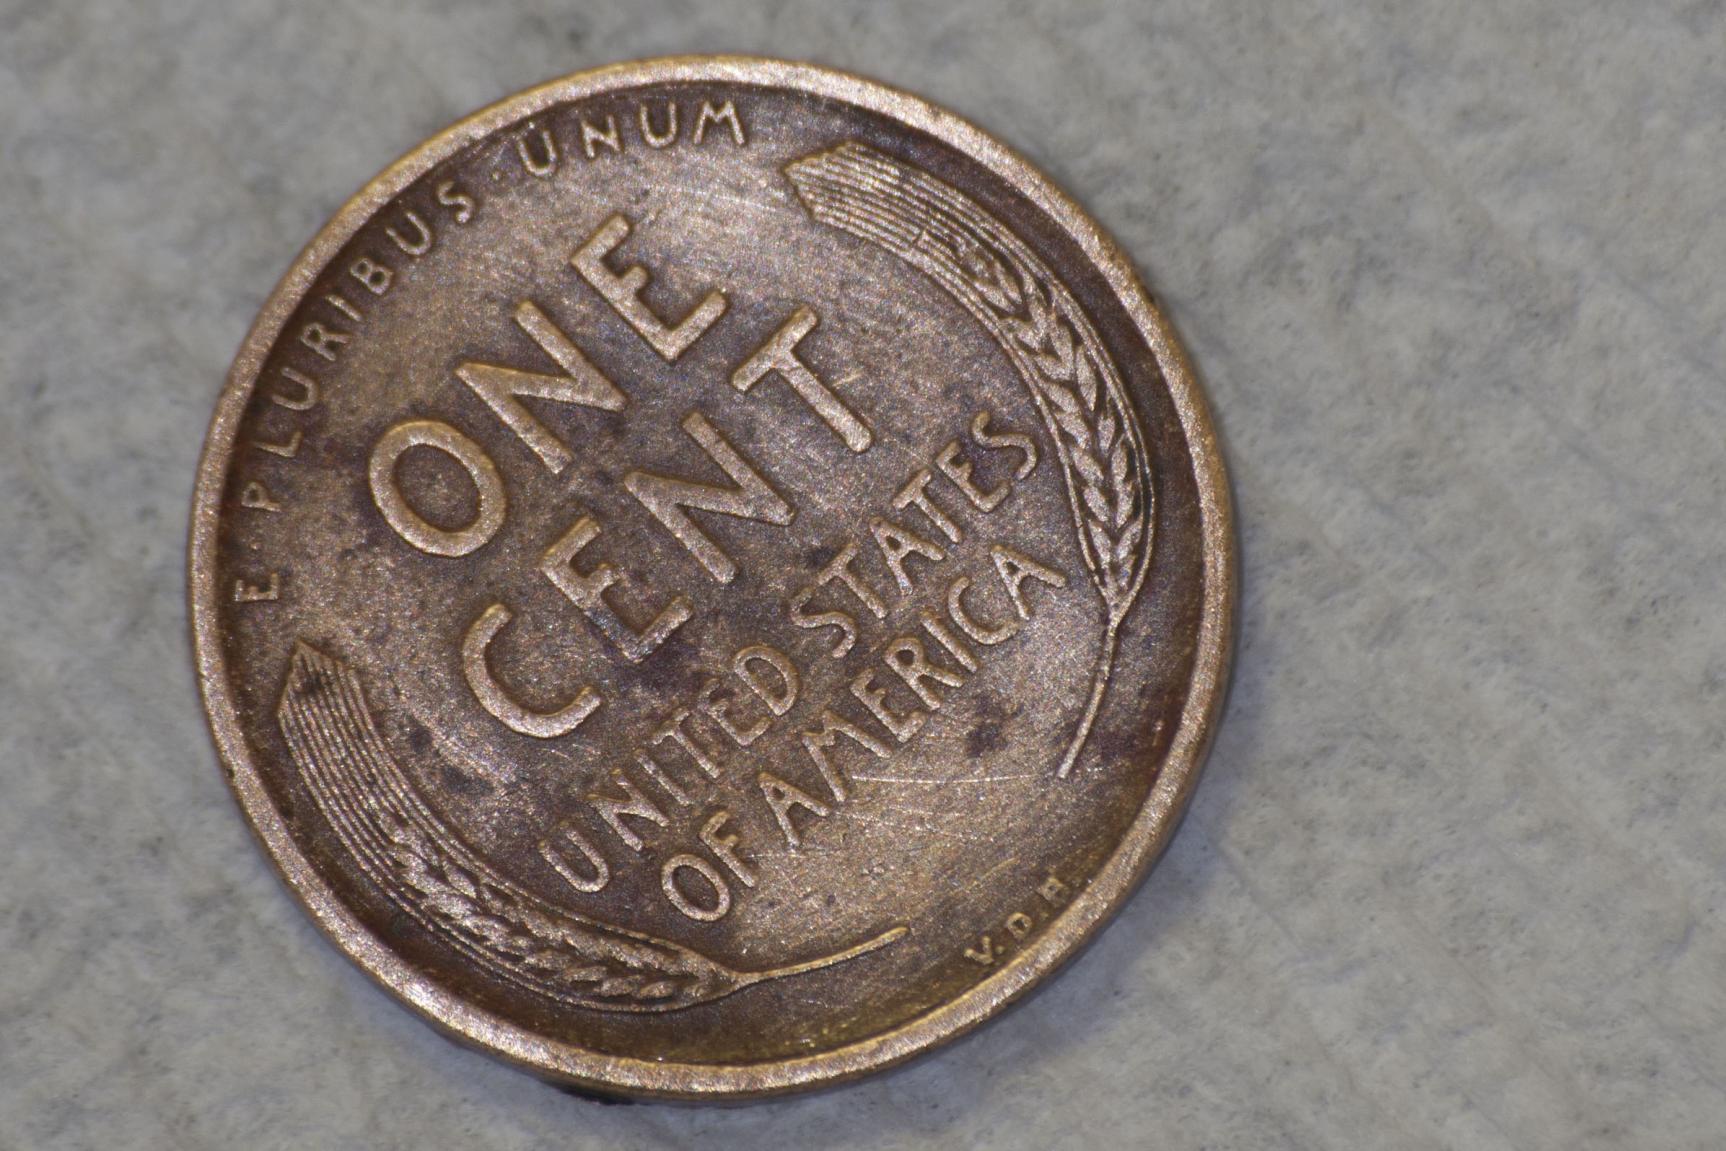 E·PLURIBUS·UNUM
ONE
CENT
UNITED STATES
OF AMERICA
V.D.B.